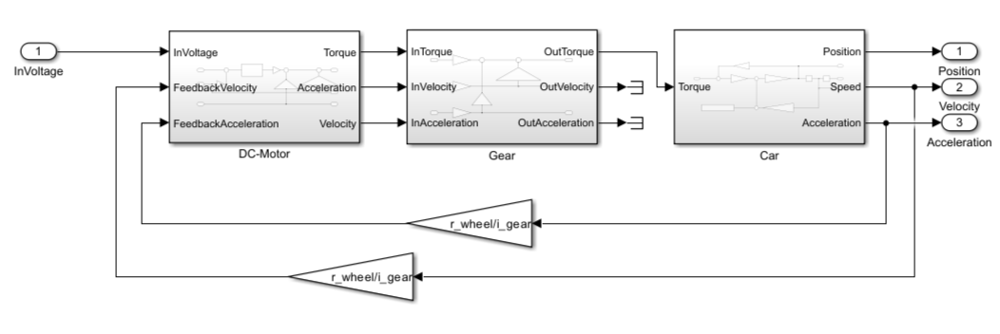 1
InVoltage
InVoltage
FeedbackVelocity
FeedbackAcceleration
Torque
Acceleration
Velocity
DC-Motor
InTorque
InVelocity
InAcceleration
OutTorque
OutVelocity
OutAcceleration
Gear
Torque
Position
Speed
Acceleration
Car
1
Position
2
Velocity
3
Acceleration
r_wheel/i_gear
r_wheel/i_gear